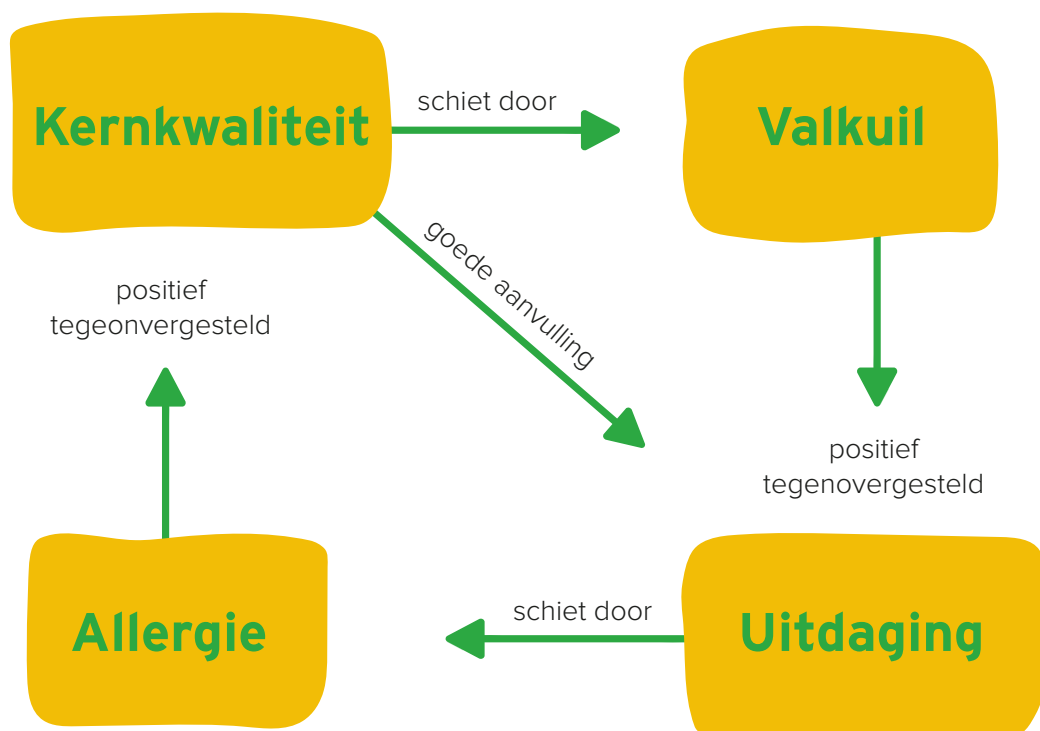 Kernkwaliteit
schiet door
Valkuil
goede aanvulling
positief
tegeonvergesteld
positief
tegenovergesteld
Allergie
schiet door
Uitdaging